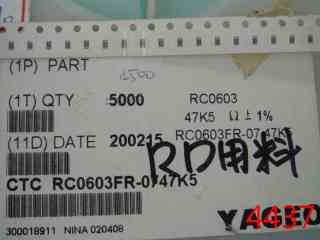 (1P) PART
4500
(1T) QTY 5000 RC0603
47K5 Ω ± 1%
(11D) DATE 200215 RC0603FR-0747K5
RD用料
CTC RC0603FR-0747K5
YAGEO
300018911 NINA 020408
4437